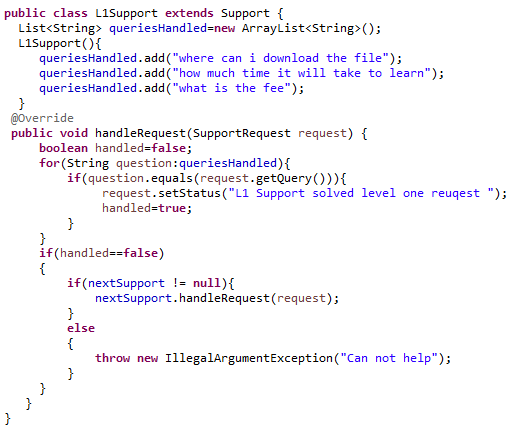 public class L1Support extends Support {
  List<String> queriesHandled=new ArrayList<String>();
  L1Support(){
     queriesHandled.add("where can i download the file");
     queriesHandled.add("how much time it will take to learn");
     queriesHandled.add("what is the fee");
  }
 @Override
 public void handleRequest(SupportRequest request) {
     boolean handled=false;
     for(String question:queriesHandled){
         if(question.equals(request.getQuery())){
              request.setStatus("L1 Support solved level one reuqest ");
              handled=true;
         }
     }
     if(handled==false)
     {
         if(nextSupport != null){
             nextSupport.handleRequest(request);
         }
         else
         {
             throw new IllegalArgumentException("Can not help");
         }
     }
   }
}